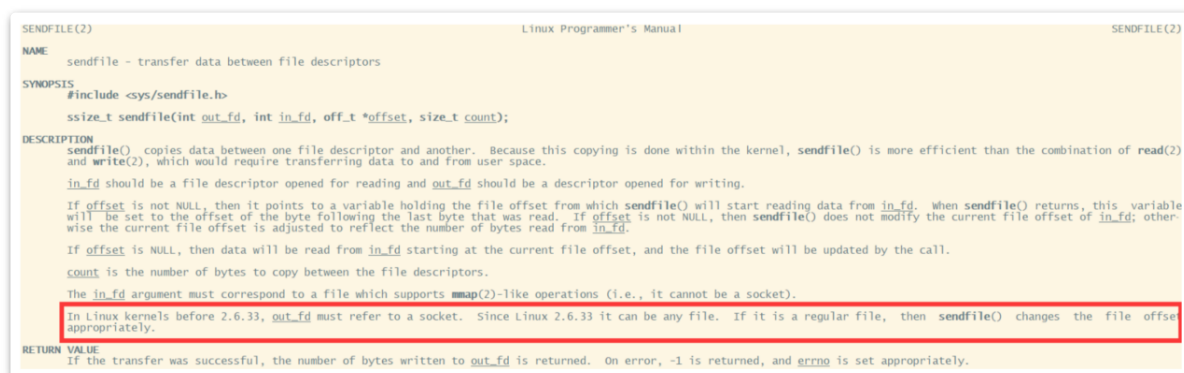 SENDFILE(2) Linux Programmer's Manual SENDFILE(2)
NAME
sendfile - transfer data between file descriptors
SYNOPSIS
#include <sys/sendfile.h>
ssize_t sendfile(int out_fd, int in_fd, off_t *offset, size_t count);
DESCRIPTION
sendfile() copies data between one file descriptor and another. Because this copying is done within the kernel, sendfile() is more efficient than the combination of read(2)
and write(2), which would require transferring data to and from user space.
in_fd should be a file descriptor opened for reading and out_fd should be a descriptor opened for writing.
If offset is not NULL, then it points to a variable holding the file offset from which sendfile() will start reading data from in_fd. When sendfile() returns, this variable
will be set to the offset of the byte following the last byte that was read. If offset is not NULL, then sendfile() does not modify the current file offset of in_fd; other‐
wise the current file offset is adjusted to reflect the number of bytes read from in_fd.
If offset is NULL, then data will be read from in_fd starting at the current file offset, and the file offset will be updated by the call.
count is the number of bytes to copy between the file descriptors.
The in_fd argument must correspond to a file which supports mmap(2)-like operations (i.e., it cannot be a socket).
In Linux kernels before 2.6.33, out_fd must refer to a socket. Since Linux 2.6.33 it can be any file. If it is a regular file, then sendfile() changes the file offset
appropriately.
RETURN VALUE
If the transfer was successful, the number of bytes written to out_fd is returned. On error, -1 is returned, and errno is set appropriately.